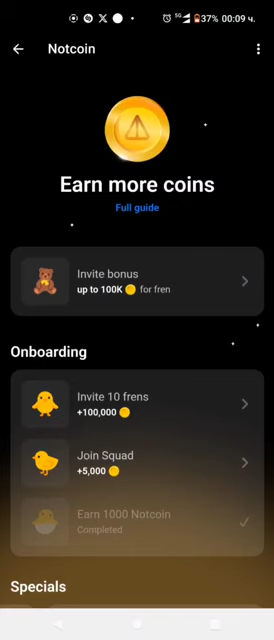 5G 37% 00:09 ч.
Notcoin
Earn more coins
Full guide
Invite bonus
up to 100K for fren
Onboarding
Invite 10 frens
+100,000
Join Squad
+5,000
Earn 1000 Notcoin
Completed
Specials